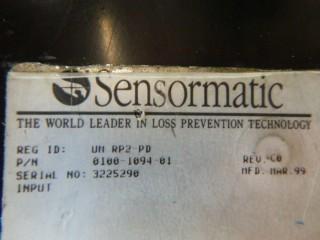 Sensormatic
THE WORLD LEADER IN LOSS PREVENTION TECHNOLOGY
REG ID: UM RP2-PD
P/N 0100-1094-01 REV. C0
SERIAL NO: 3225290 MFD. MAR.99
INPUT